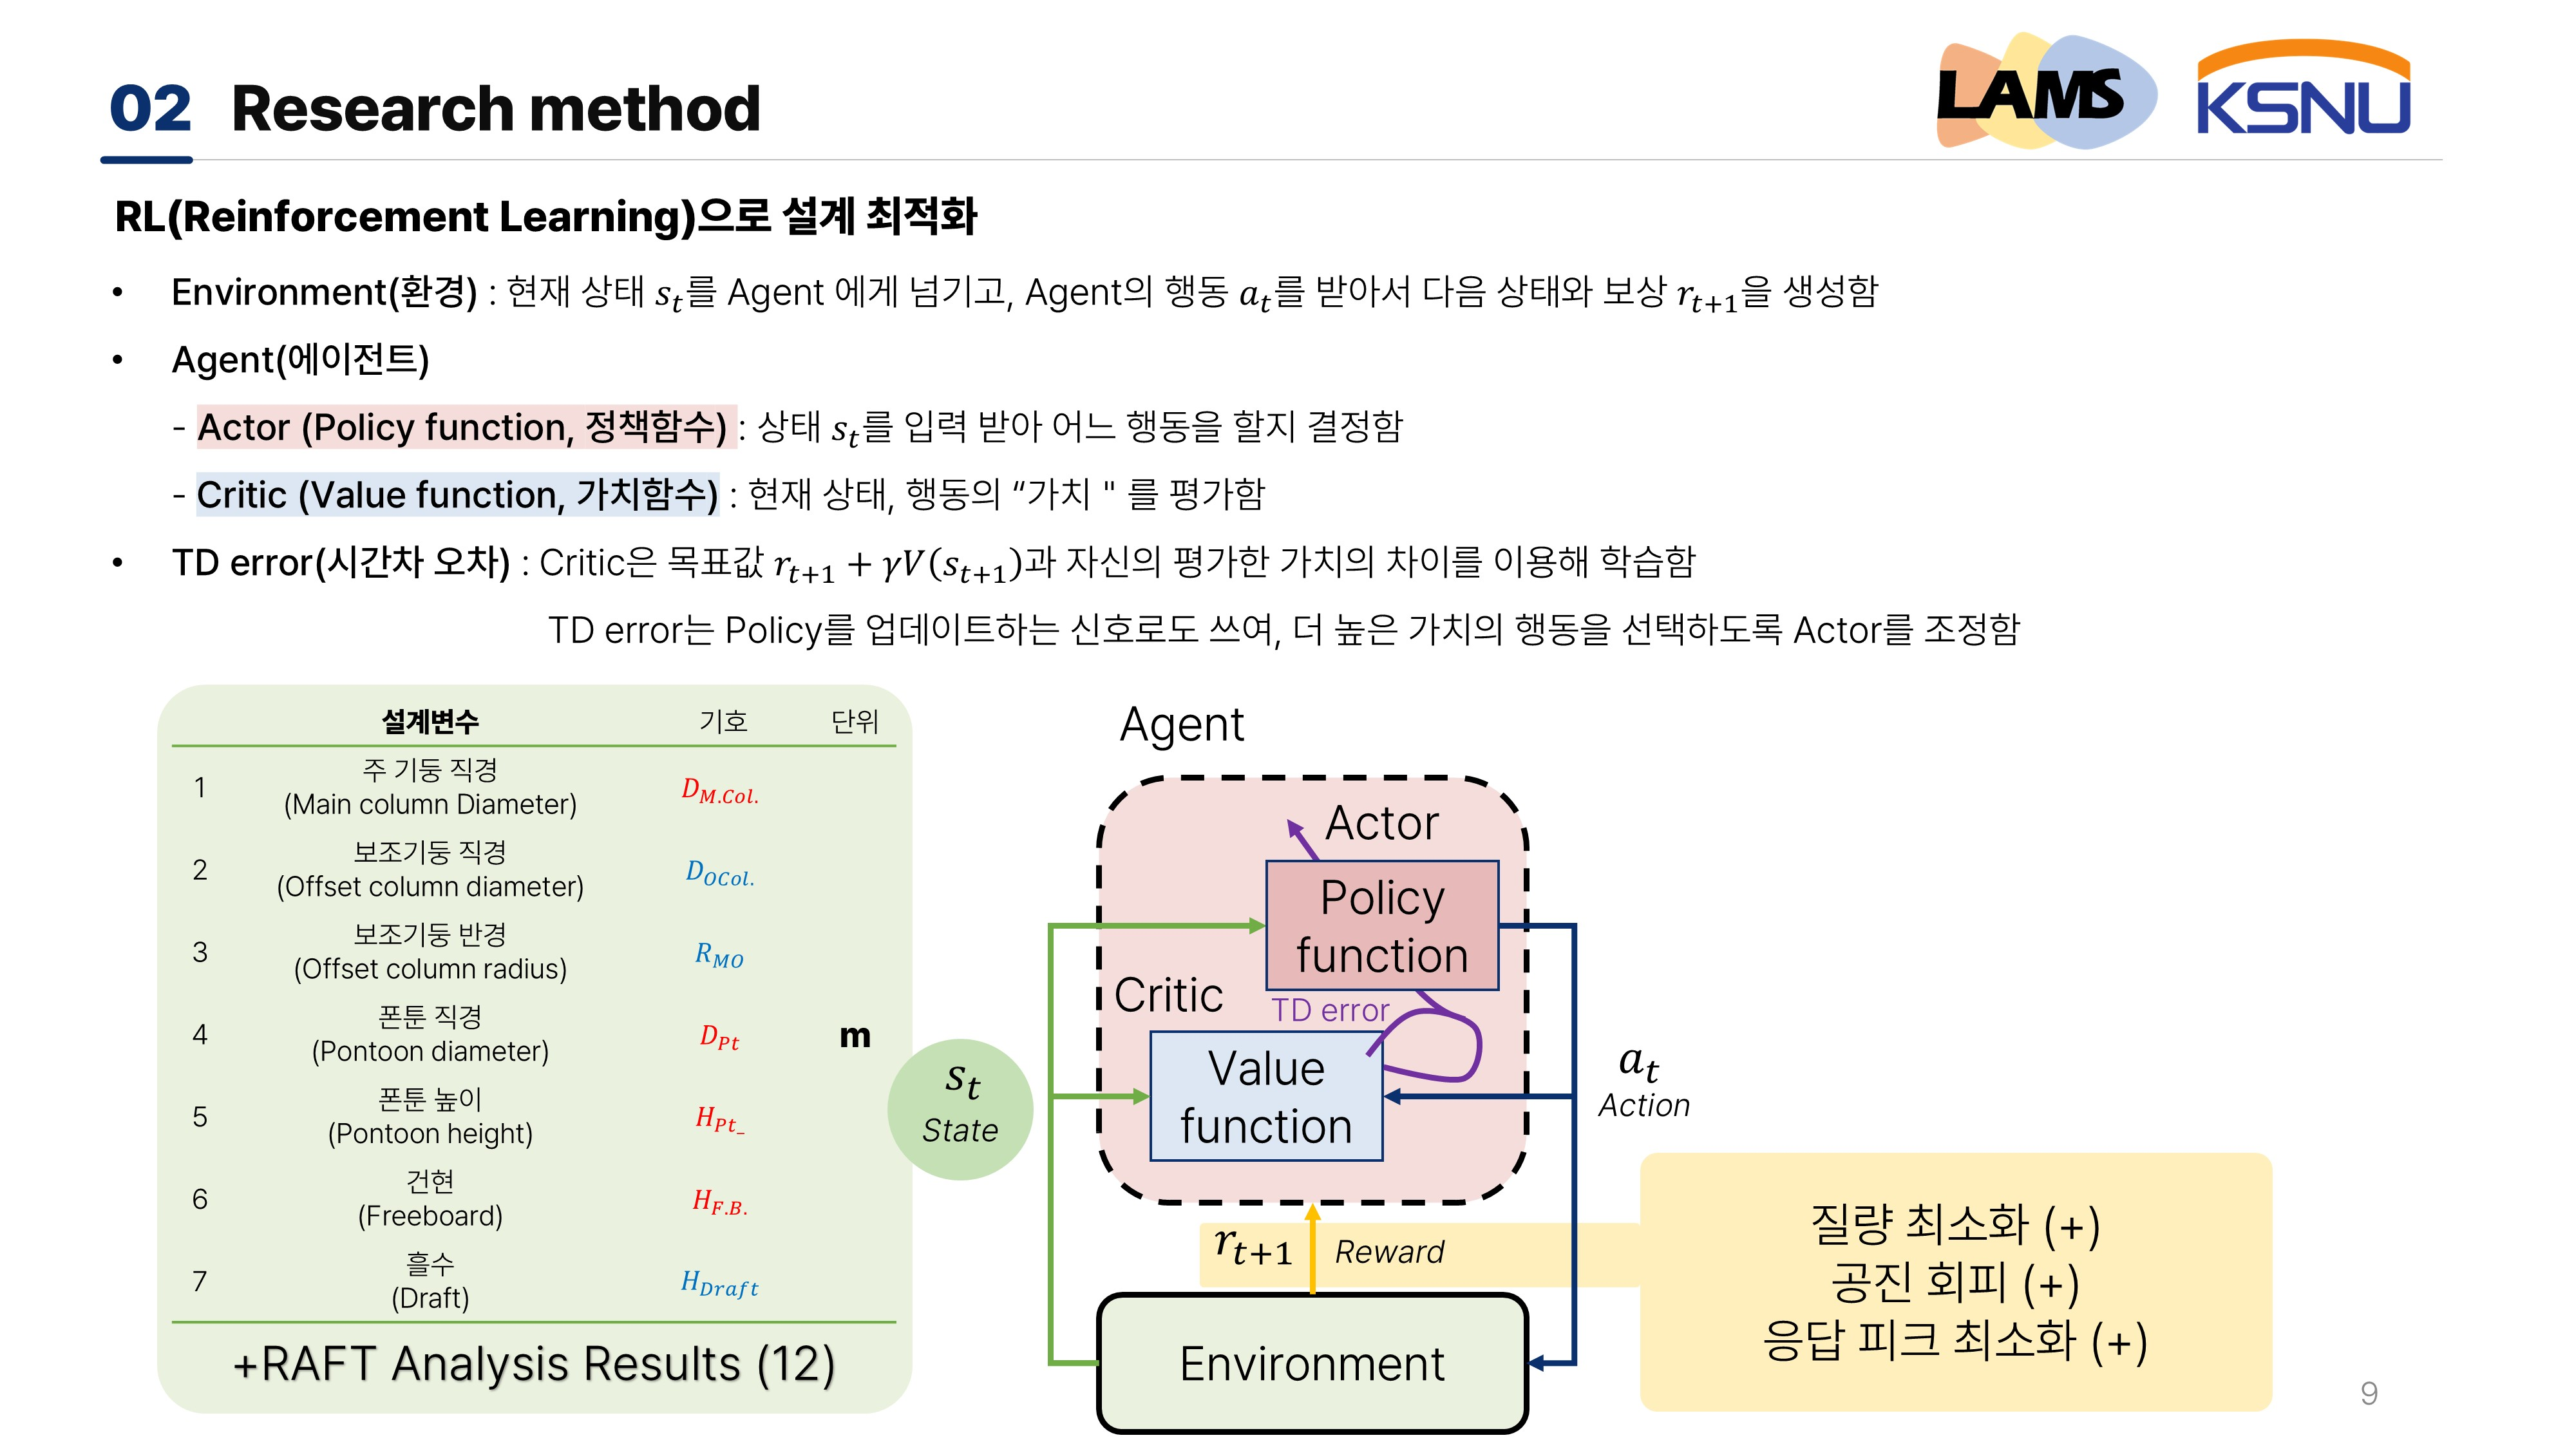 02 Research method
LAMS
KSNU
RL(Reinforcement Learning)으로 설계 최적화
• Environment(환경) : 현재 상태 s_t를 Agent 에게 넘기고, Agent의 행동 a_t를 받아서 다음 상태와 보상 r_{t+1}을 생성함
• Agent(에이전트)
- Actor (Policy function, 정책함수) : 상태 s_t를 입력 받아 어느 행동을 할지 결정함
- Critic (Value function, 가치함수) : 현재 상태, 행동의 “가치 " 를 평가함
• TD error(시간차 오차) : Critic은 목표값 r_{t+1} + γV(s_{t+1})과 자신의 평가한 가치의 차이를 이용해 학습함
TD error는 Policy를 업데이트하는 신호로도 쓰여, 더 높은 가치의 행동을 선택하도록 Actor를 조정함
설계변수 기호 단위
1 주 기둥 직경 (Main column Diameter) D_{M.Col.}
2 보조기둥 직경 (Offset column diameter) D_{OCol.}
3 보조기둥 반경 (Offset column radius) R_{MO}
4 폰툰 직경 (Pontoon diameter) D_{Pt} m
5 폰툰 높이 (Pontoon height) H_{Pt_}
6 건현 (Freeboard) H_{F.B.}
7 흘수 (Draft) H_{Draft}
+RAFT Analysis Results (12)
s_t
State
Agent
Actor
Policy
function
Critic
TD error
Value
function
a_t
Action
r_{t+1} Reward
Environment
질량 최소화 (+)
공진 회피 (+)
응답 피크 최소화 (+)
9